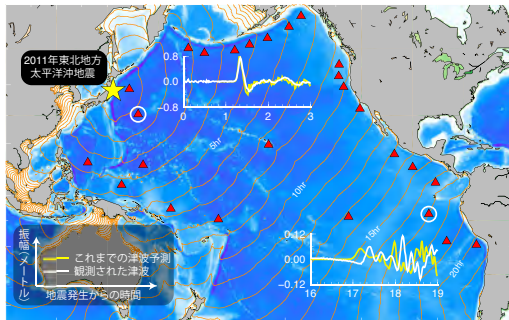 2011年東北地方
太平洋沖地震
0.8
0.0
−0.8
0 1 2 3
5hr
10hr
15hr
20hr
0.12
0.00
−0.12
16 17 18 19
振幅（メートル）
これまでの津波予測
観測された津波
地震発生からの時間